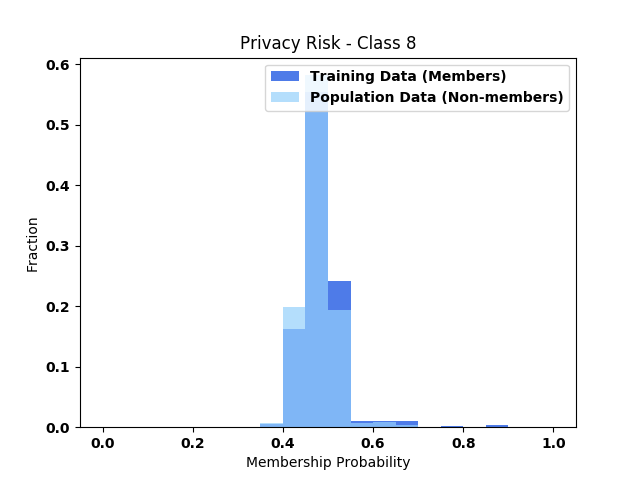 Privacy Risk - Class 8
Training Data (Members)
Population Data (Non-members)
Fraction
0.6
0.5
0.4
0.3
0.2
0.1
0.0
0.0 0.2 0.4 0.6 0.8 1.0
Membership Probability